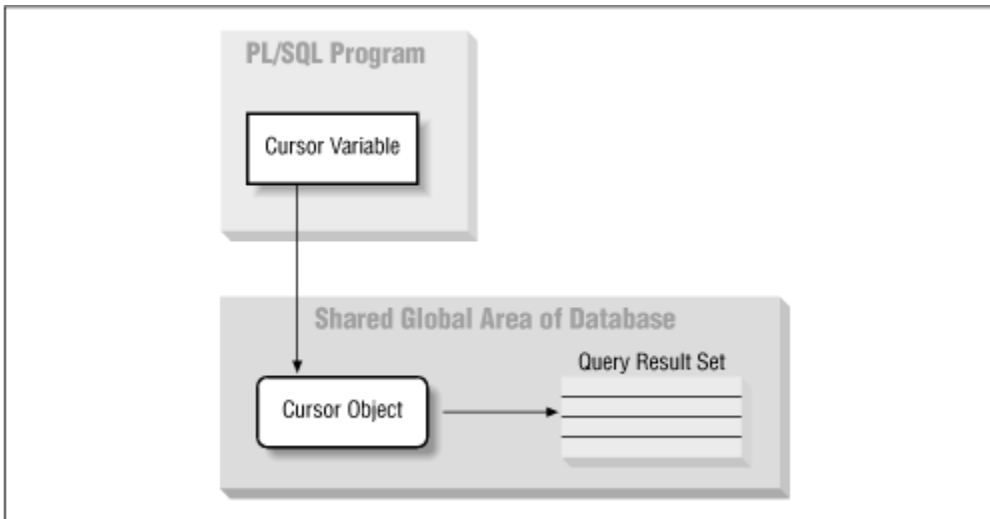 PL/SQL Program
Cursor Variable
Shared Global Area of Database
Query Result Set
Cursor Object